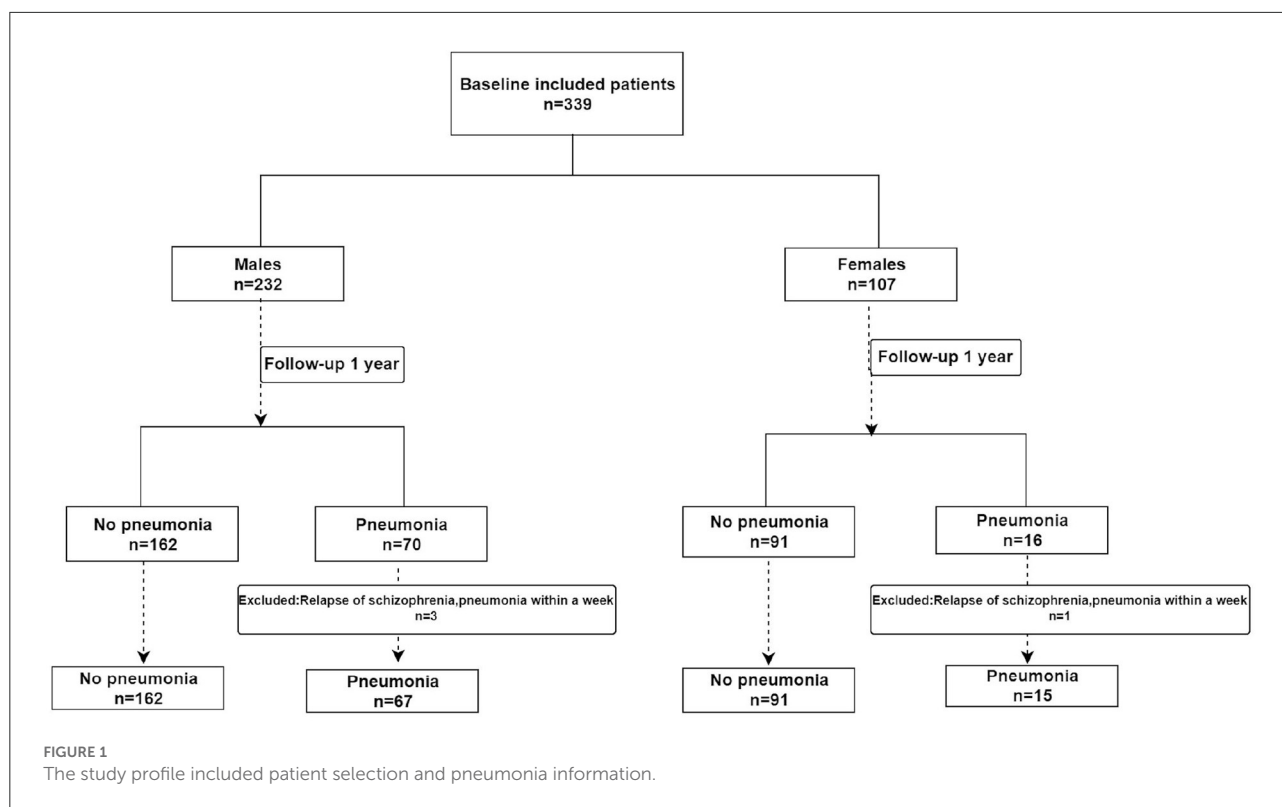 Baseline included patients
n=339
Males
n=232
Females
n=107
Follow-up 1 year
Follow-up 1 year
No pneumonia
n=162
Pneumonia
n=70
No pneumonia
n=91
Pneumonia
n=16
Excluded:Relapse of schizophrenia,pneumonia within a week
n=3
Excluded:Relapse of schizophrenia,pneumonia within a week
n=1
No pneumonia
n=162
Pneumonia
n=67
No pneumonia
n=91
Pneumonia
n=15
FIGURE 1
The study profile included patient selection and pneumonia information.